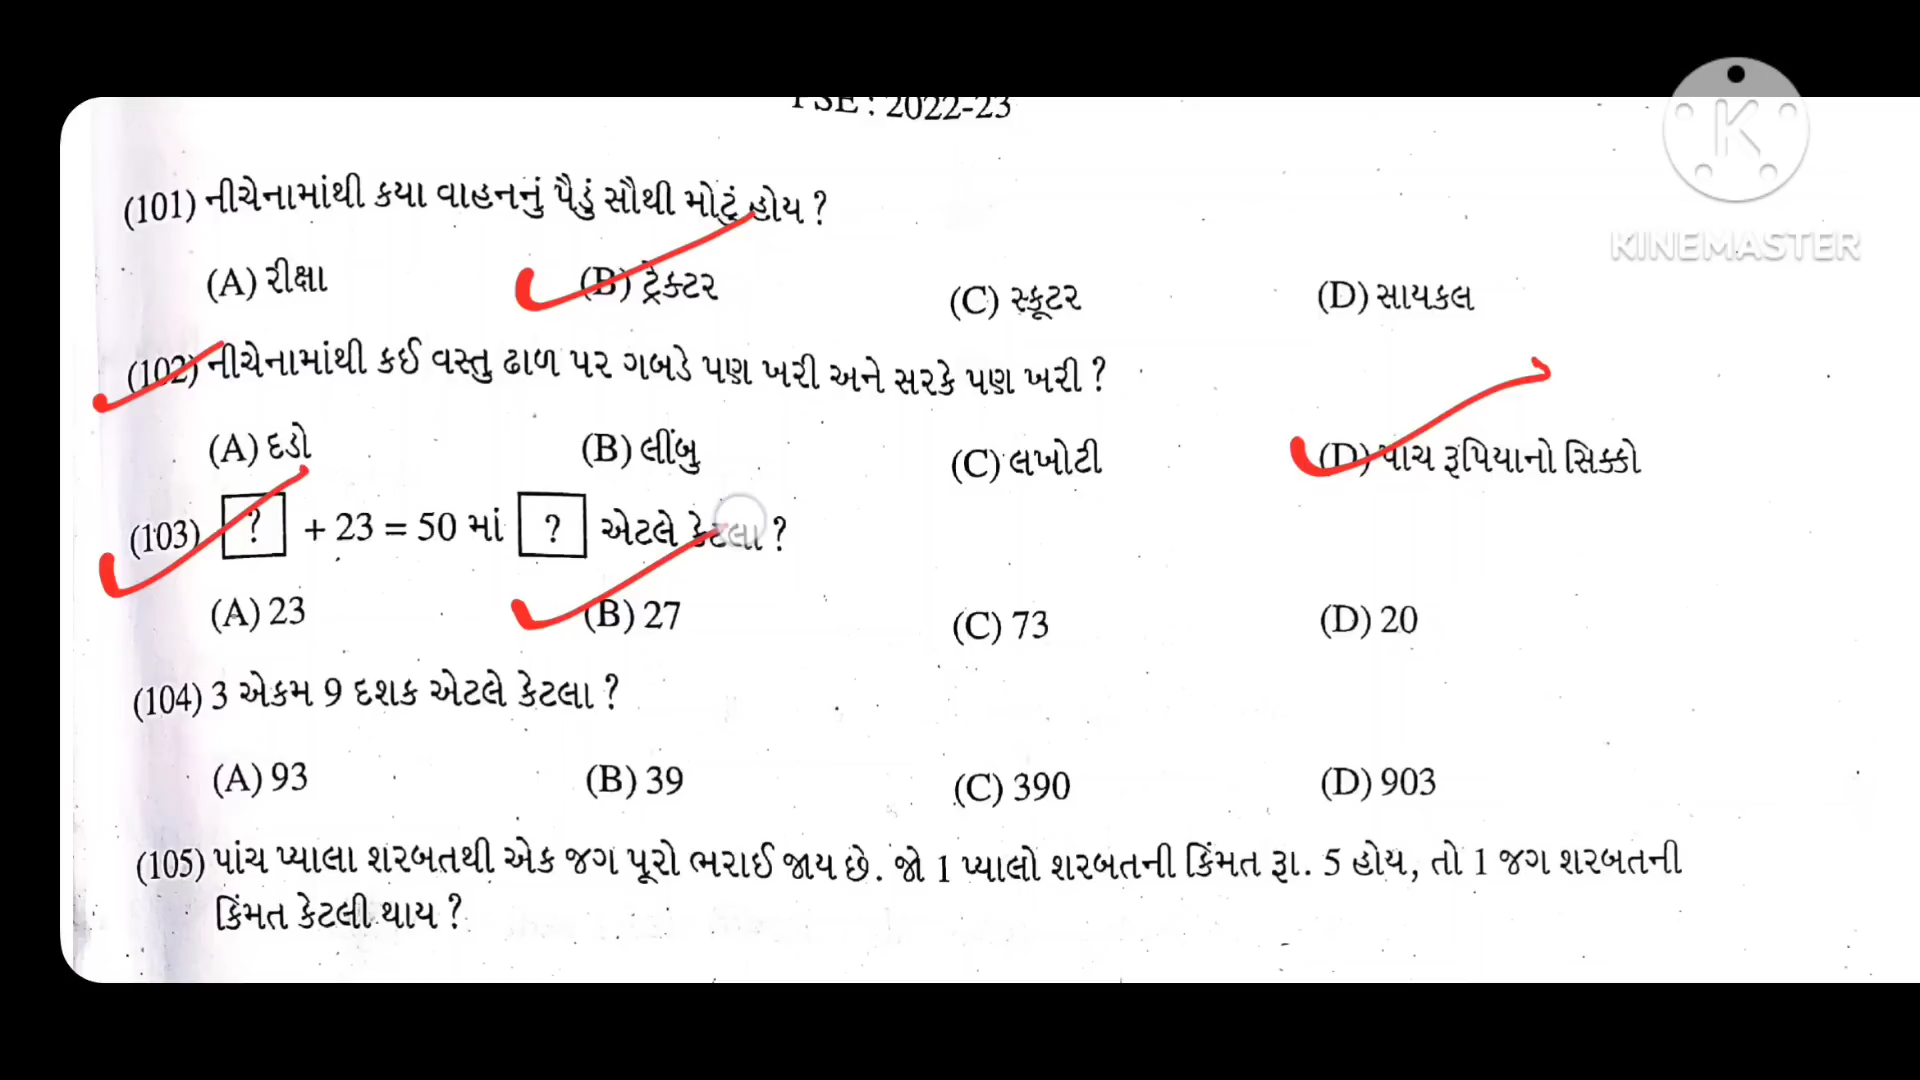 PSE : 2022-23
K
KINEMASTER
(101) નીચેનામાંથી કયા વાહનનું પૈડું સૌથી મોટું હોય ?
(A) રીક્ષા (B) ટ્રેક્ટર (C) સ્કૂટર (D) સાયકલ
(102) નીચેનામાંથી કઈ વસ્તુ ઢાળ પર ગબડે પણ ખરી અને સરકે પણ ખરી ?
(A) દડો (B) લીંબુ (C) લખોટી (D) પાંચ રૂપિયાનો સિક્કો
(103) ? + 23 = 50 માં ? એટલે કેટલા ?
(A) 23 (B) 27 (C) 73 (D) 20
(104) 3 એકમ 9 દશક એટલે કેટલા ?
(A) 93 (B) 39 (C) 390 (D) 903
(105) પાંચ પ્યાલા શરબતથી એક જગ પૂરો ભરાઈ જાય છે. જો 1 પ્યાલો શરબતની કિંમત રૂા. 5 હોય, તો 1 જગ શરબતની
કિંમત કેટલી થાય ?